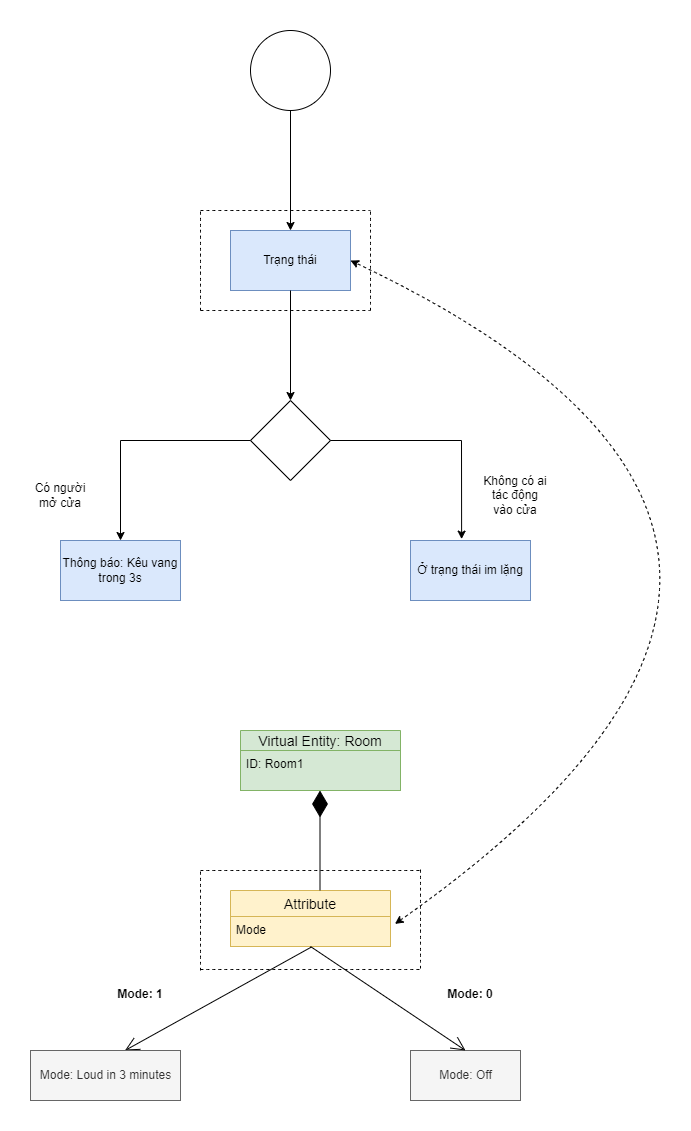 Trạng thái
Có người
mở cửa
Không có ai
tác động
vào cửa
Thông báo: Kêu vang
trong 3s
Ở trạng thái im lặng
Virtual Entity: Room
ID: Room1
Attribute
Mode
Mode: 1
Mode: 0
Mode: Loud in 3 minutes
Mode: Off